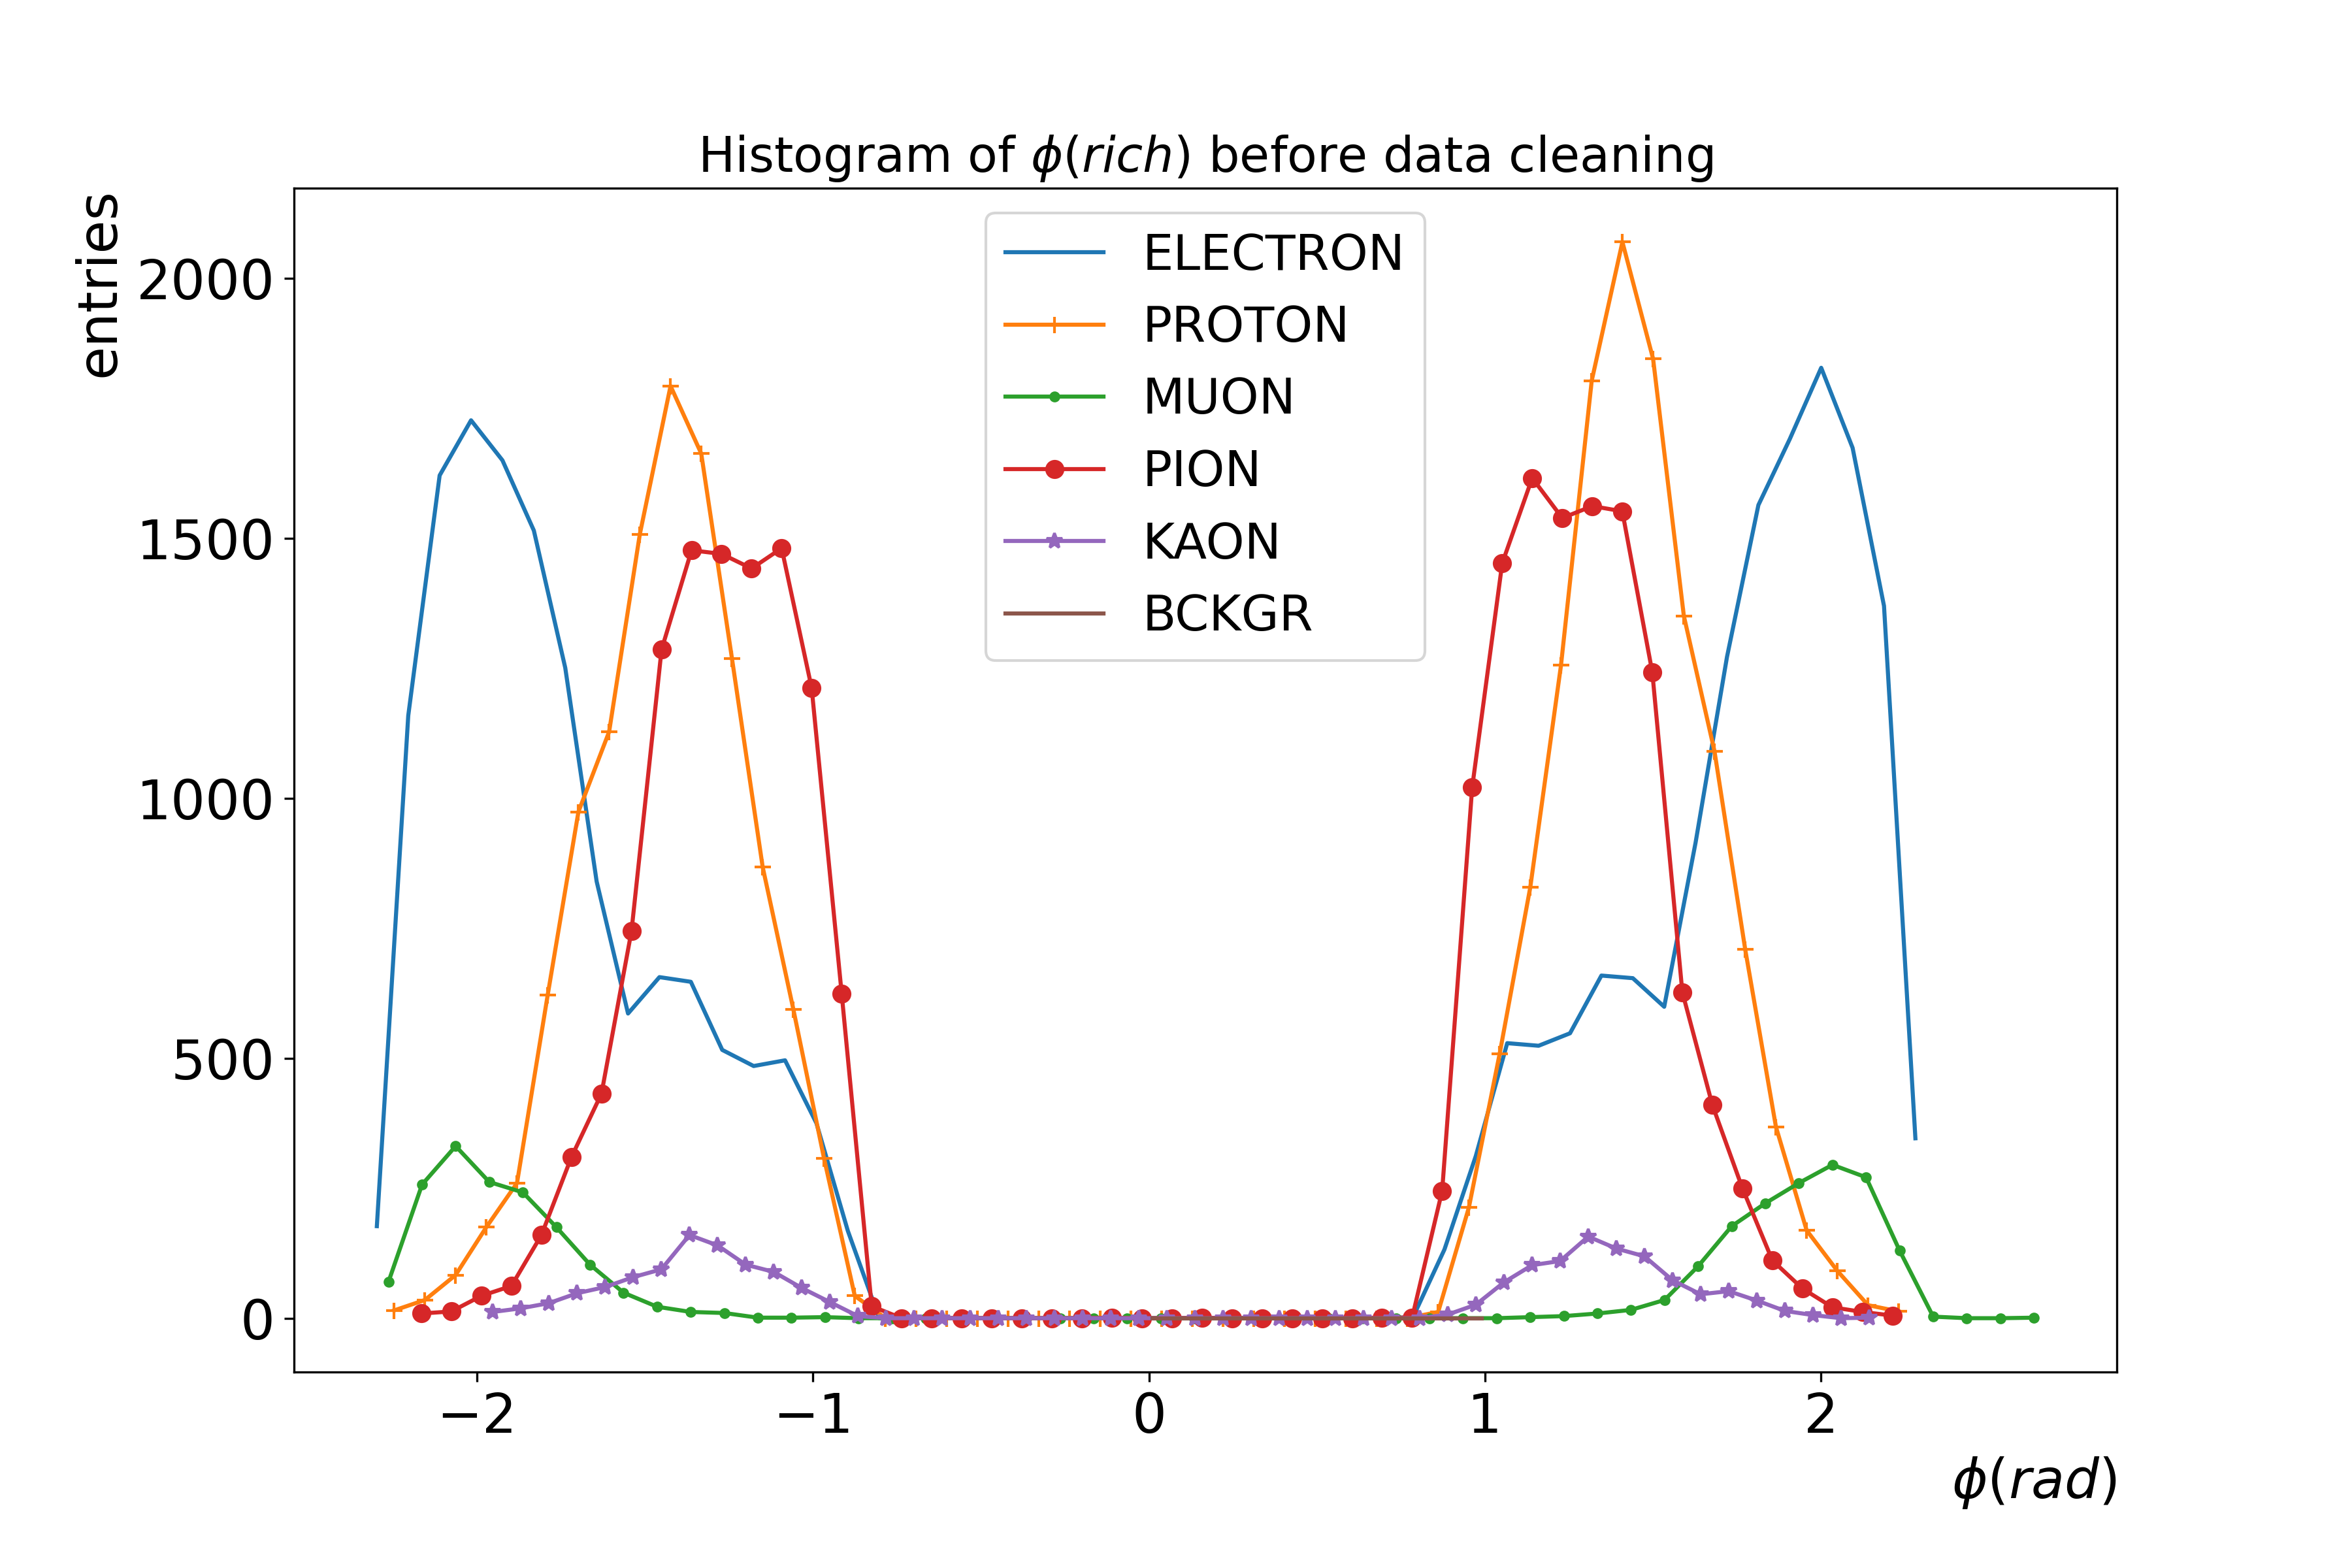 Histogram of ϕ(rich) before data cleaning
entries
2000
1500
1000
500
0
ELECTRON
PROTON
MUON
PION
KAON
BCKGR
−2 −1 0 1 2
ϕ(rad)